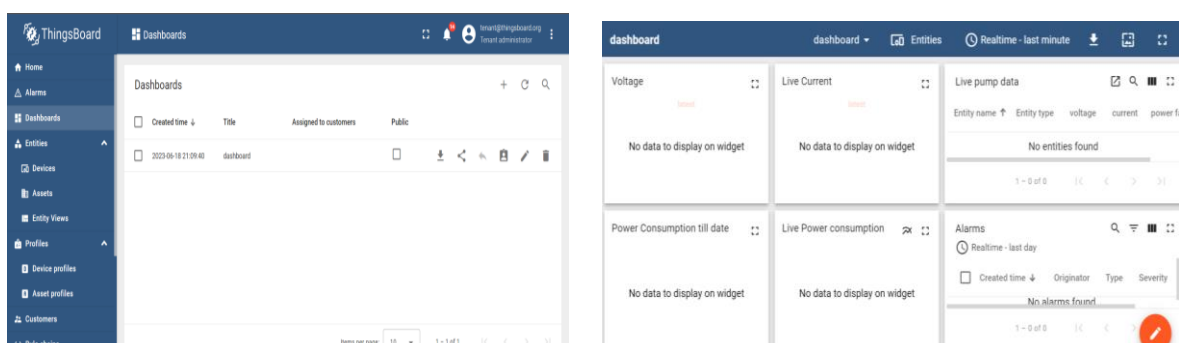 ThingsBoard
Dashboards
tenant@thingsboard.org
Tenant administrator
Home
Alarms
Dashboards
Entities
Devices
Assets
Entity Views
Profiles
Device profiles
Asset profiles
Customers
Dashboards
Created time ↓ Title Assigned to customers Public
2023-06-18 21:09:40 dashboard
Items per page: 10 1 – 1 of 1
dashboard
dashboard Entities Realtime - last minute
Voltage
No data to display on widget
Live Current
No data to display on widget
Live pump data
Entity name ↑ Entity type voltage current power fa
No entities found
1 – 0 of 0
Power Consumption till date
No data to display on widget
Live Power consumption
No data to display on widget
Alarms
Realtime - last day
Created time ↓ Originator Type Severity
No alarms found
1 – 0 of 0